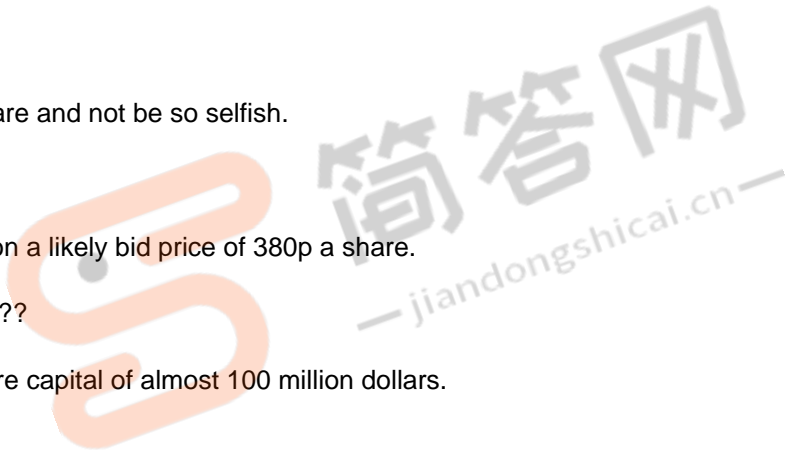 are and not be so selfish.
简答网
jiandongshicai.cn
on a likely bid price of 380p a share.
??
re capital of almost 100 million dollars.